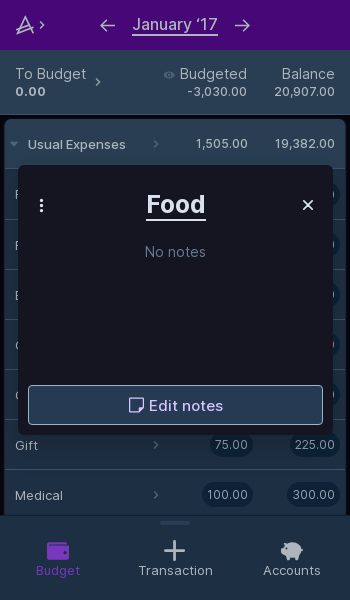 January ‘17
To Budget
Budgeted
Balance
0.00
-3,030.00
20,907.00
Usual Expenses
1,505.00
19,382.00
Food
No notes
Edit notes
Gift
75.00
225.00
Medical
100.00
300.00
Budget
Transaction
Accounts